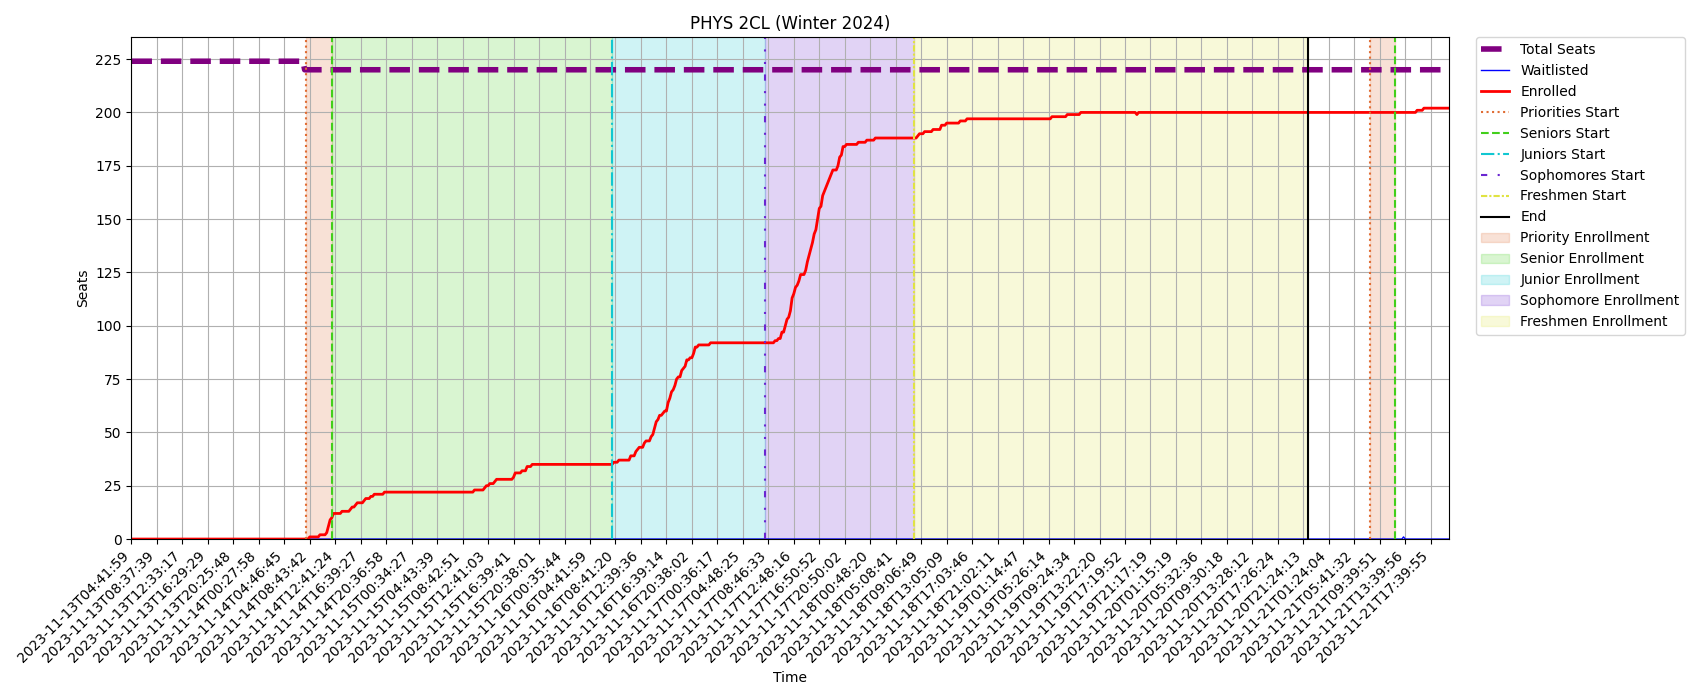 PHYS 2CL (Winter 2024)
Seats
225
200
175
150
125
100
75
50
25
0
2023-11-13T04:41:59
2023-11-13T08:37:39
2023-11-13T12:33:17
2023-11-13T16:29:29
2023-11-13T20:25:48
2023-11-14T00:27:58
2023-11-14T04:46:45
2023-11-14T08:43:42
2023-11-14T12:41:24
2023-11-14T16:39:27
2023-11-14T20:36:58
2023-11-15T00:34:27
2023-11-15T04:43:39
2023-11-15T08:42:51
2023-11-15T12:41:03
2023-11-15T16:39:41
2023-11-15T20:38:01
2023-11-16T00:35:44
2023-11-16T04:41:59
2023-11-16T08:41:20
2023-11-16T12:39:36
2023-11-16T16:39:14
2023-11-16T20:38:02
2023-11-17T00:36:17
2023-11-17T04:48:25
2023-11-17T08:46:33
2023-11-17T12:48:16
2023-11-17T16:50:52
2023-11-17T20:50:02
2023-11-18T00:48:20
2023-11-18T05:08:41
2023-11-18T09:06:49
2023-11-18T13:05:09
2023-11-18T17:03:46
2023-11-18T21:02:11
2023-11-19T01:14:47
2023-11-19T05:26:14
2023-11-19T09:24:34
2023-11-19T13:22:20
2023-11-19T17:19:52
2023-11-19T21:17:19
2023-11-20T01:15:19
2023-11-20T05:32:36
2023-11-20T09:30:18
2023-11-20T13:28:12
2023-11-20T17:26:24
2023-11-20T21:24:13
2023-11-21T01:24:04
2023-11-21T05:41:32
2023-11-21T09:39:51
2023-11-21T13:39:56
2023-11-21T17:39:55
Time
Total Seats
Waitlisted
Enrolled
Priorities Start
Seniors Start
Juniors Start
Sophomores Start
Freshmen Start
End
Priority Enrollment
Senior Enrollment
Junior Enrollment
Sophomore Enrollment
Freshmen Enrollment